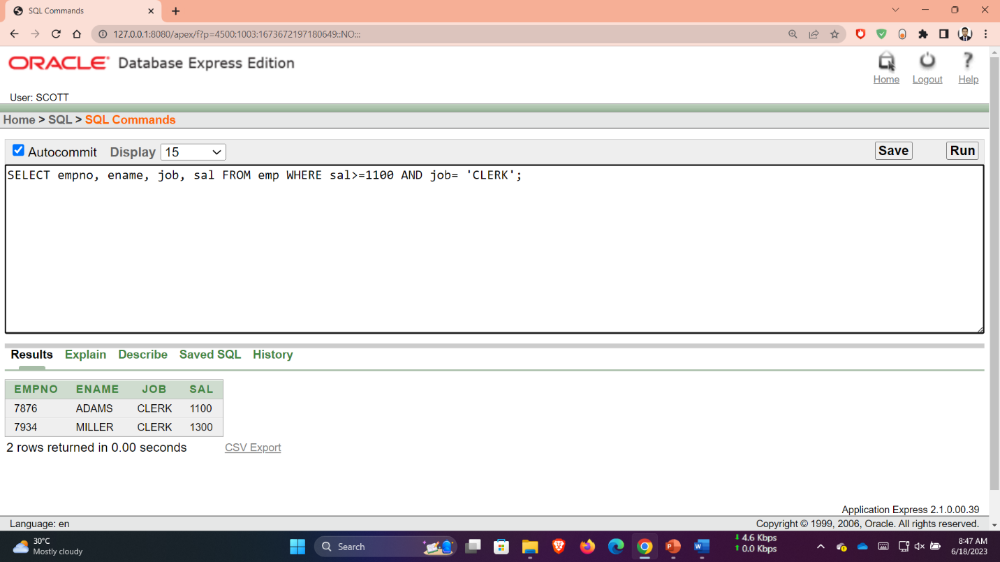 SQL Commands
127.0.0.1:8080/apex/f?p=4500:1003:1673672197180649::NO:::
ORACLE Database Express Edition
Home Logout Help
User: SCOTT
Home > SQL > SQL Commands
Autocommit Display 15 Save Run
SELECT empno, ename, job, sal FROM emp WHERE sal>=1100 AND job= 'CLERK';
Results Explain Describe Saved SQL History
EMPNO ENAME JOB SAL
7876 ADAMS CLERK 1100
7934 MILLER CLERK 1300
2 rows returned in 0.00 seconds CSV Export
Application Express 2.1.0.00.39
Language: en Copyright © 1999, 2006, Oracle. All rights reserved.
30°C
Mostly cloudy
Search
4.6 Kbps
0.0 Kbps
8:47 AM
6/18/2023